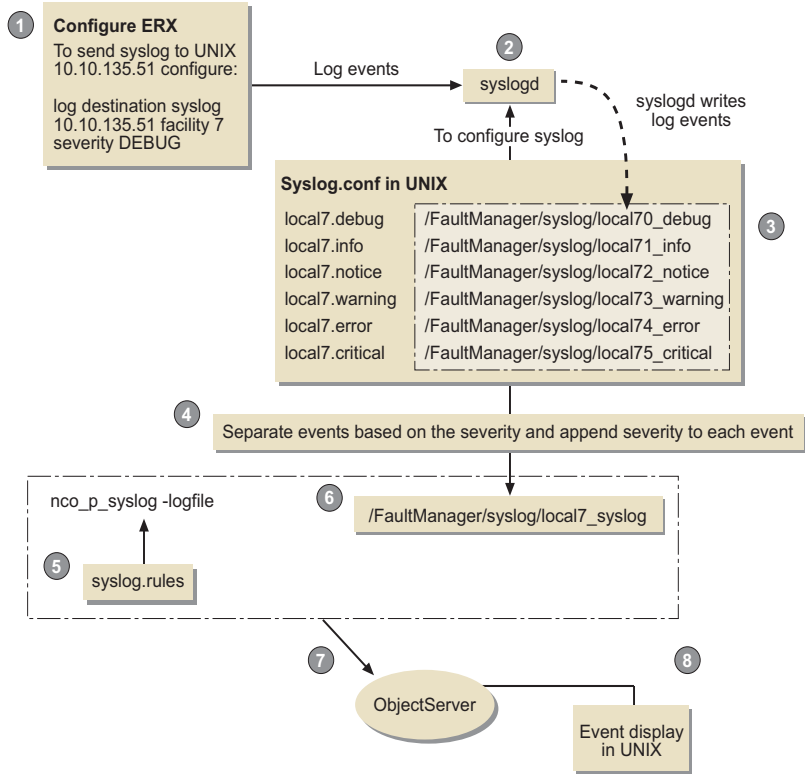 1
Configure ERX
To send syslog to UNIX
10.10.135.51 configure:
log destination syslog
10.10.135.51 facility 7
severity DEBUG
Log events
2
syslogd
syslogd writes
log events
To configure syslog
Syslog.conf in UNIX
3
local7.debug /FaultManager/syslog/local70_debug
local7.info /FaultManager/syslog/local71_info
local7.notice /FaultManager/syslog/local72_notice
local7.warning /FaultManager/syslog/local73_warning
local7.error /FaultManager/syslog/local74_error
local7.critical /FaultManager/syslog/local75_critical
4
Separate events based on the severity and append severity to each event
nco_p_syslog -logfile
6
/FaultManager/syslog/local7_syslog
5
syslog.rules
7
ObjectServer
8
Event display
in UNIX